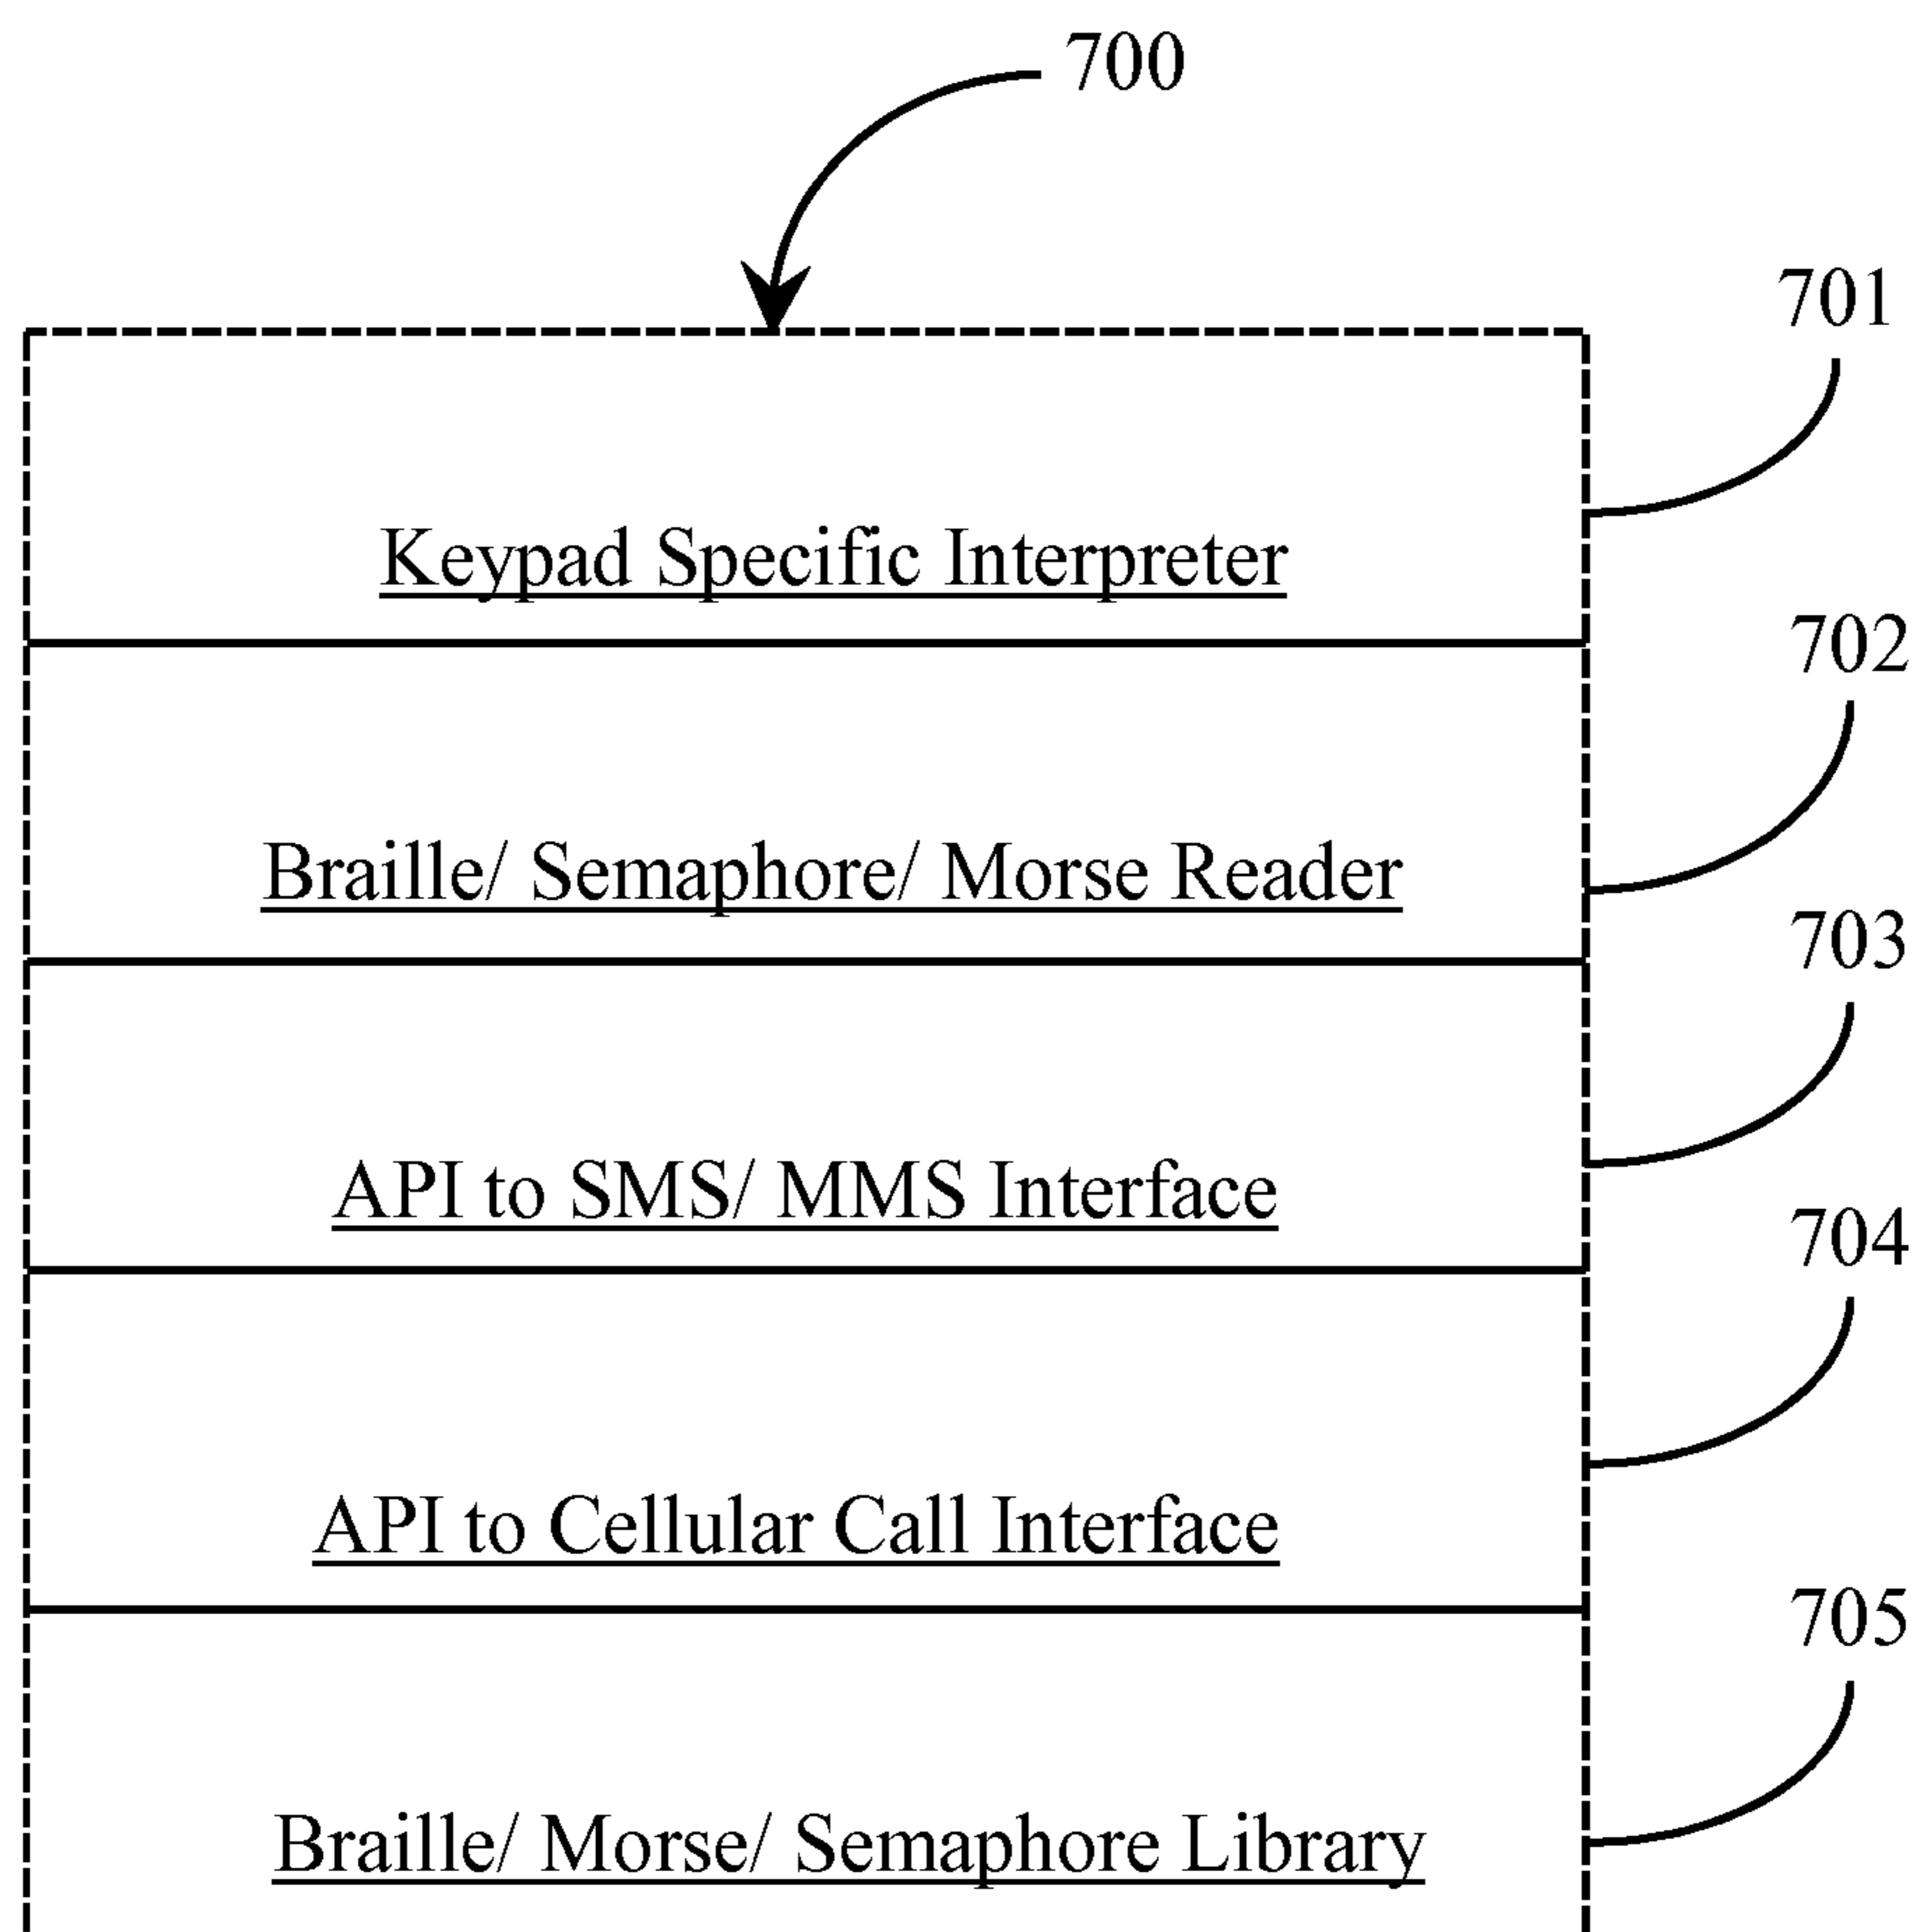 700
701
Keypad Specific Interpreter
702
Braille/ Semaphore/ Morse Reader
703
API to SMS/ MMS Interface
704
API to Cellular Call Interface
705
Braille/ Morse/ Semaphore Library